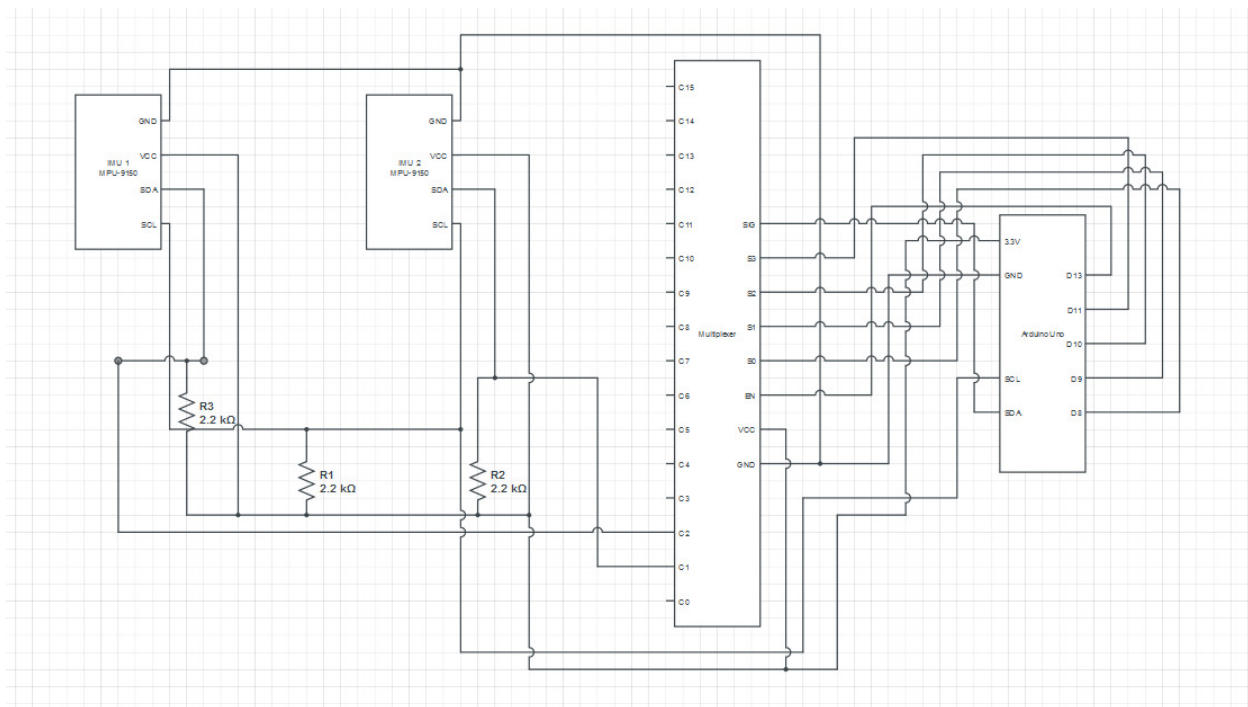 GND
VCC
IMU 1
MPU-9150
SDA
SCL
GND
VCC
IMU 2
MPU-9150
SDA
SCL
R3
2.2 kΩ
R1
2.2 kΩ
R2
2.2 kΩ
C15
C14
C13
C12
C11
C10
C9
C8
C7
C6
C5
C4
C3
C2
C1
C0
Multiplexer
SIG
S3
S2
S1
S0
EN
VCC
GND
3.3V
GND
SCL
SDA
Arduino Uno
D13
D11
D10
D9
D8